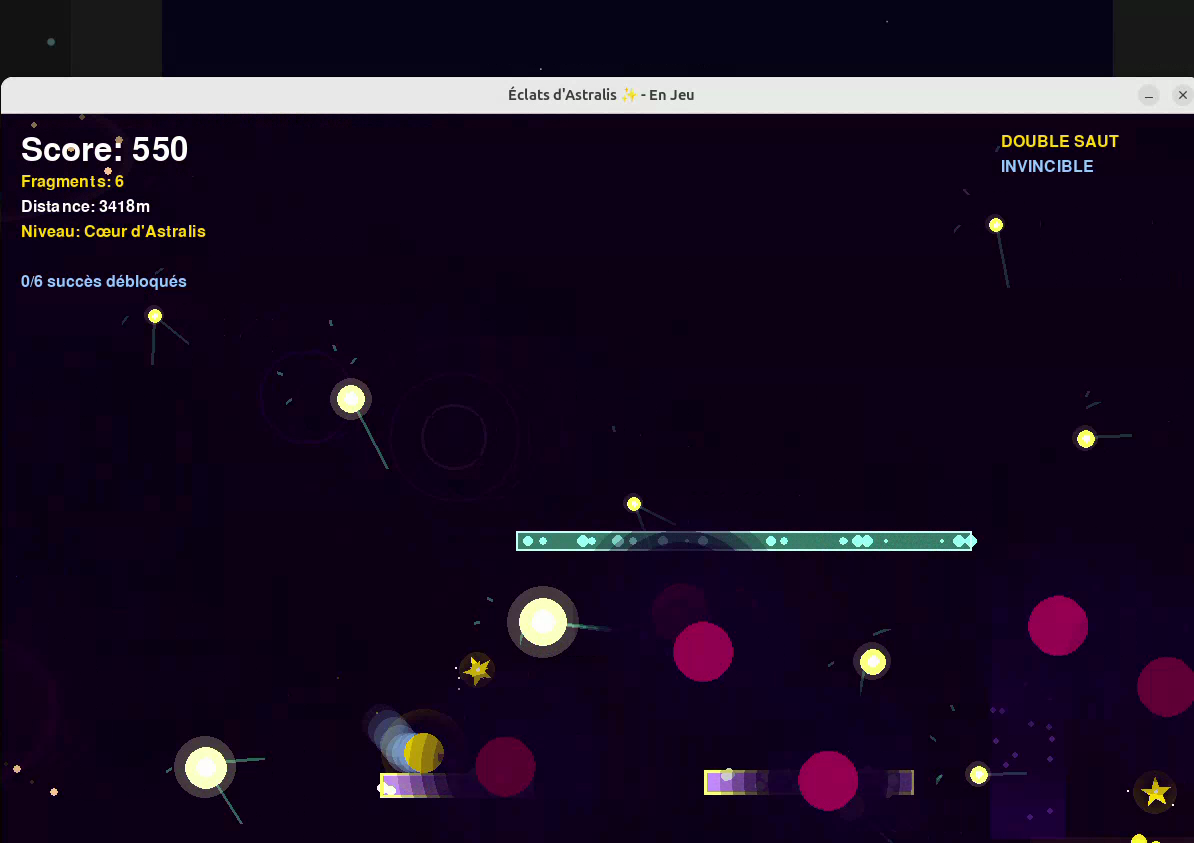 Éclats d'Astralis ✨ - En Jeu
Score: 550
Fragments: 6
Distance: 3418m
Niveau: Cœur d'Astralis
0/6 succès débloqués
DOUBLE SAUT
INVINCIBLE